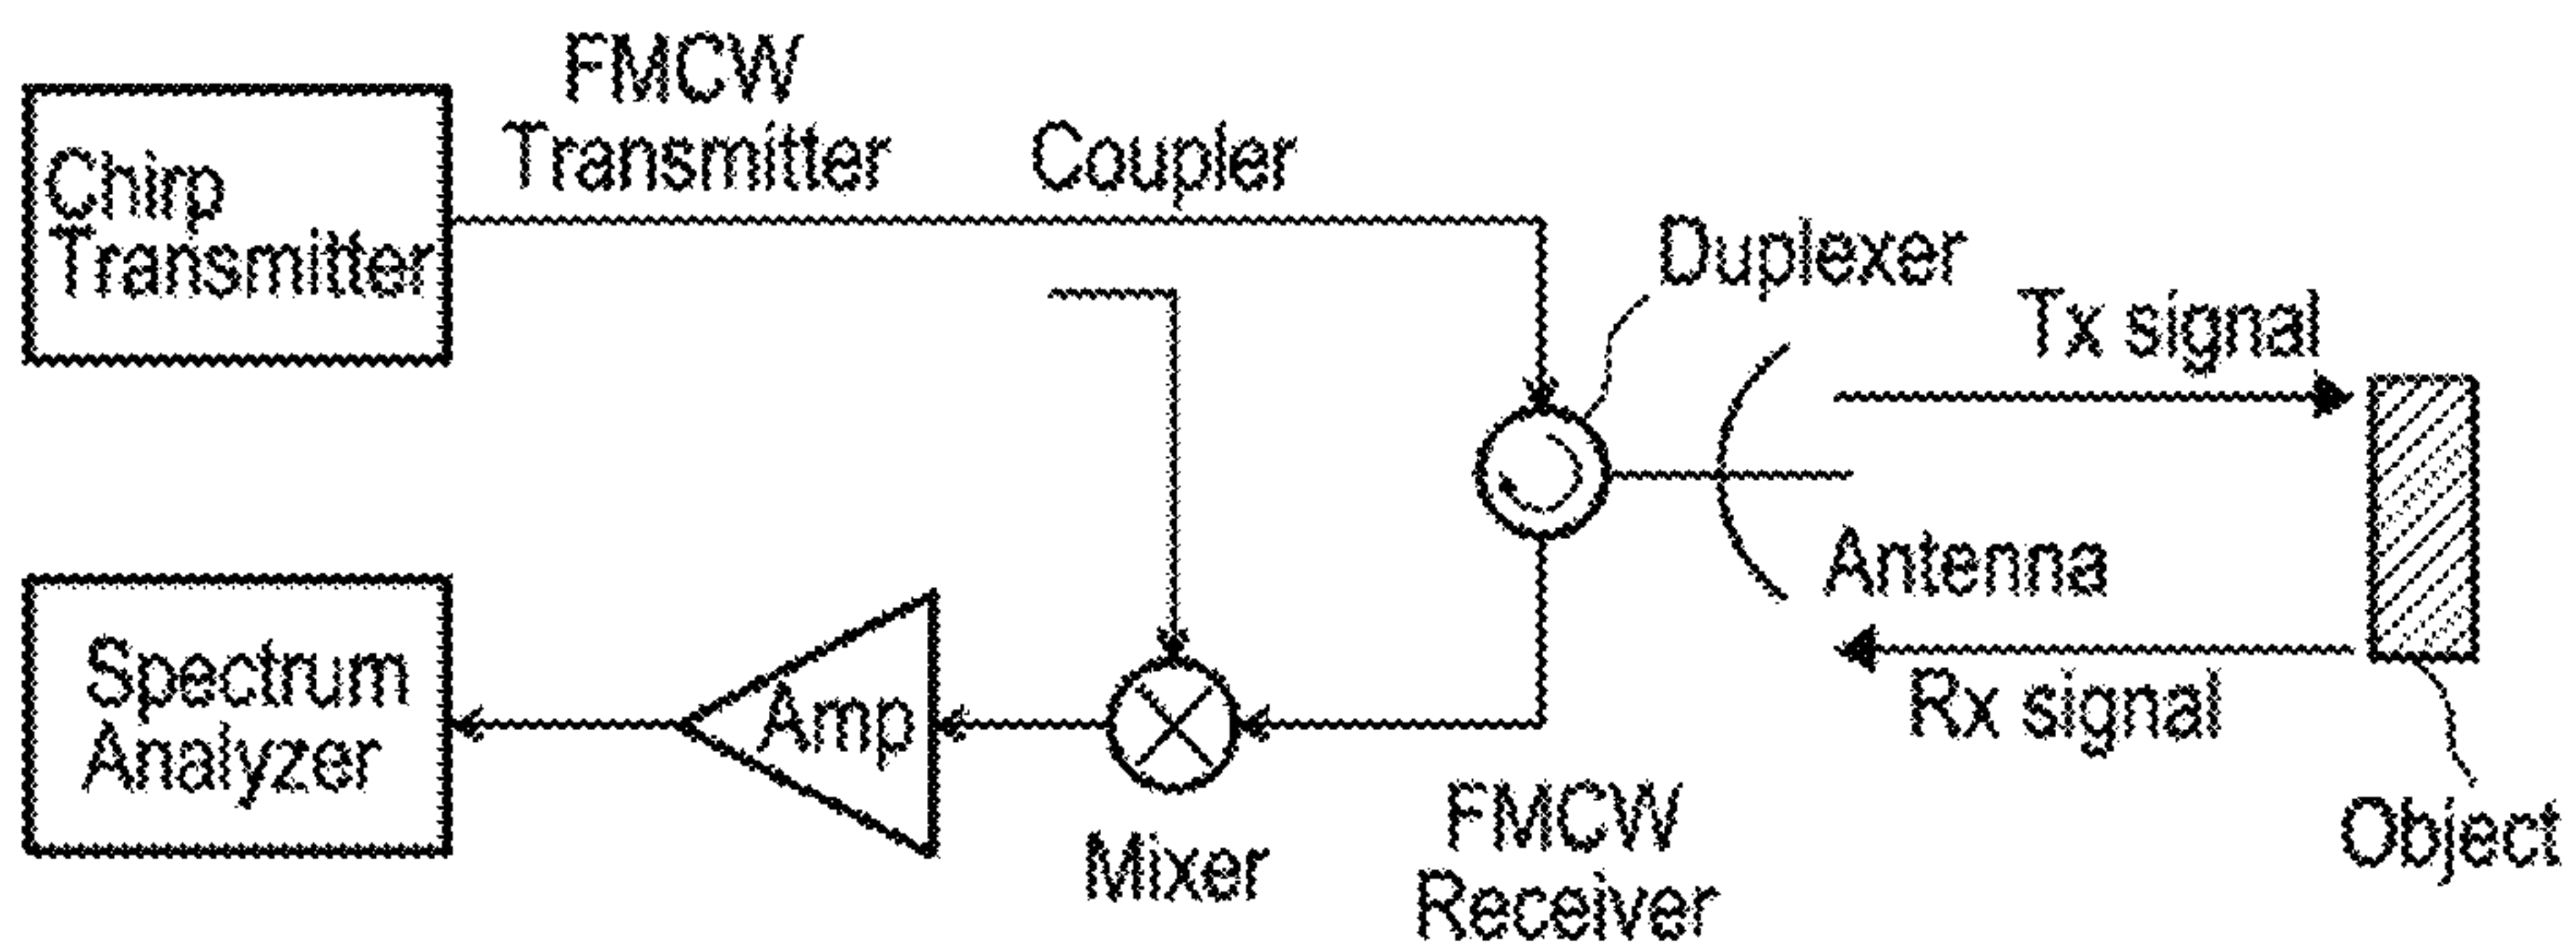 FMCW
Transmitter
Coupler
Chirp
Transmitter
Duplexer
Tx signal
Antenna
Rx signal
Spectrum
Analyzer
Amp
Mixer
FMCW
Receiver
Object